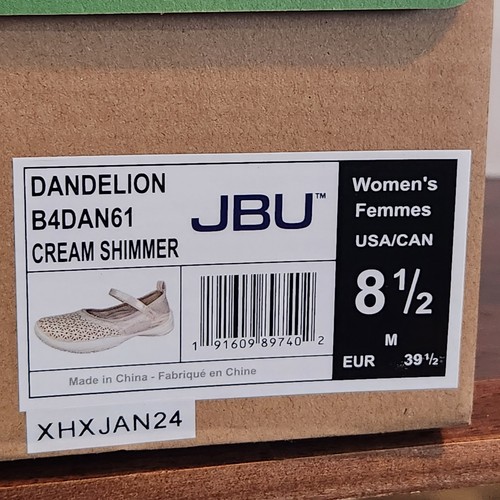 DANDELION
B4DAN61
CREAM SHIMMER
JBU™
Women's
Femmes
USA/CAN
8 ½
M
EUR 39 ½
1 91609 89740 2
Made in China - Fabriqué en Chine
XHXJAN24